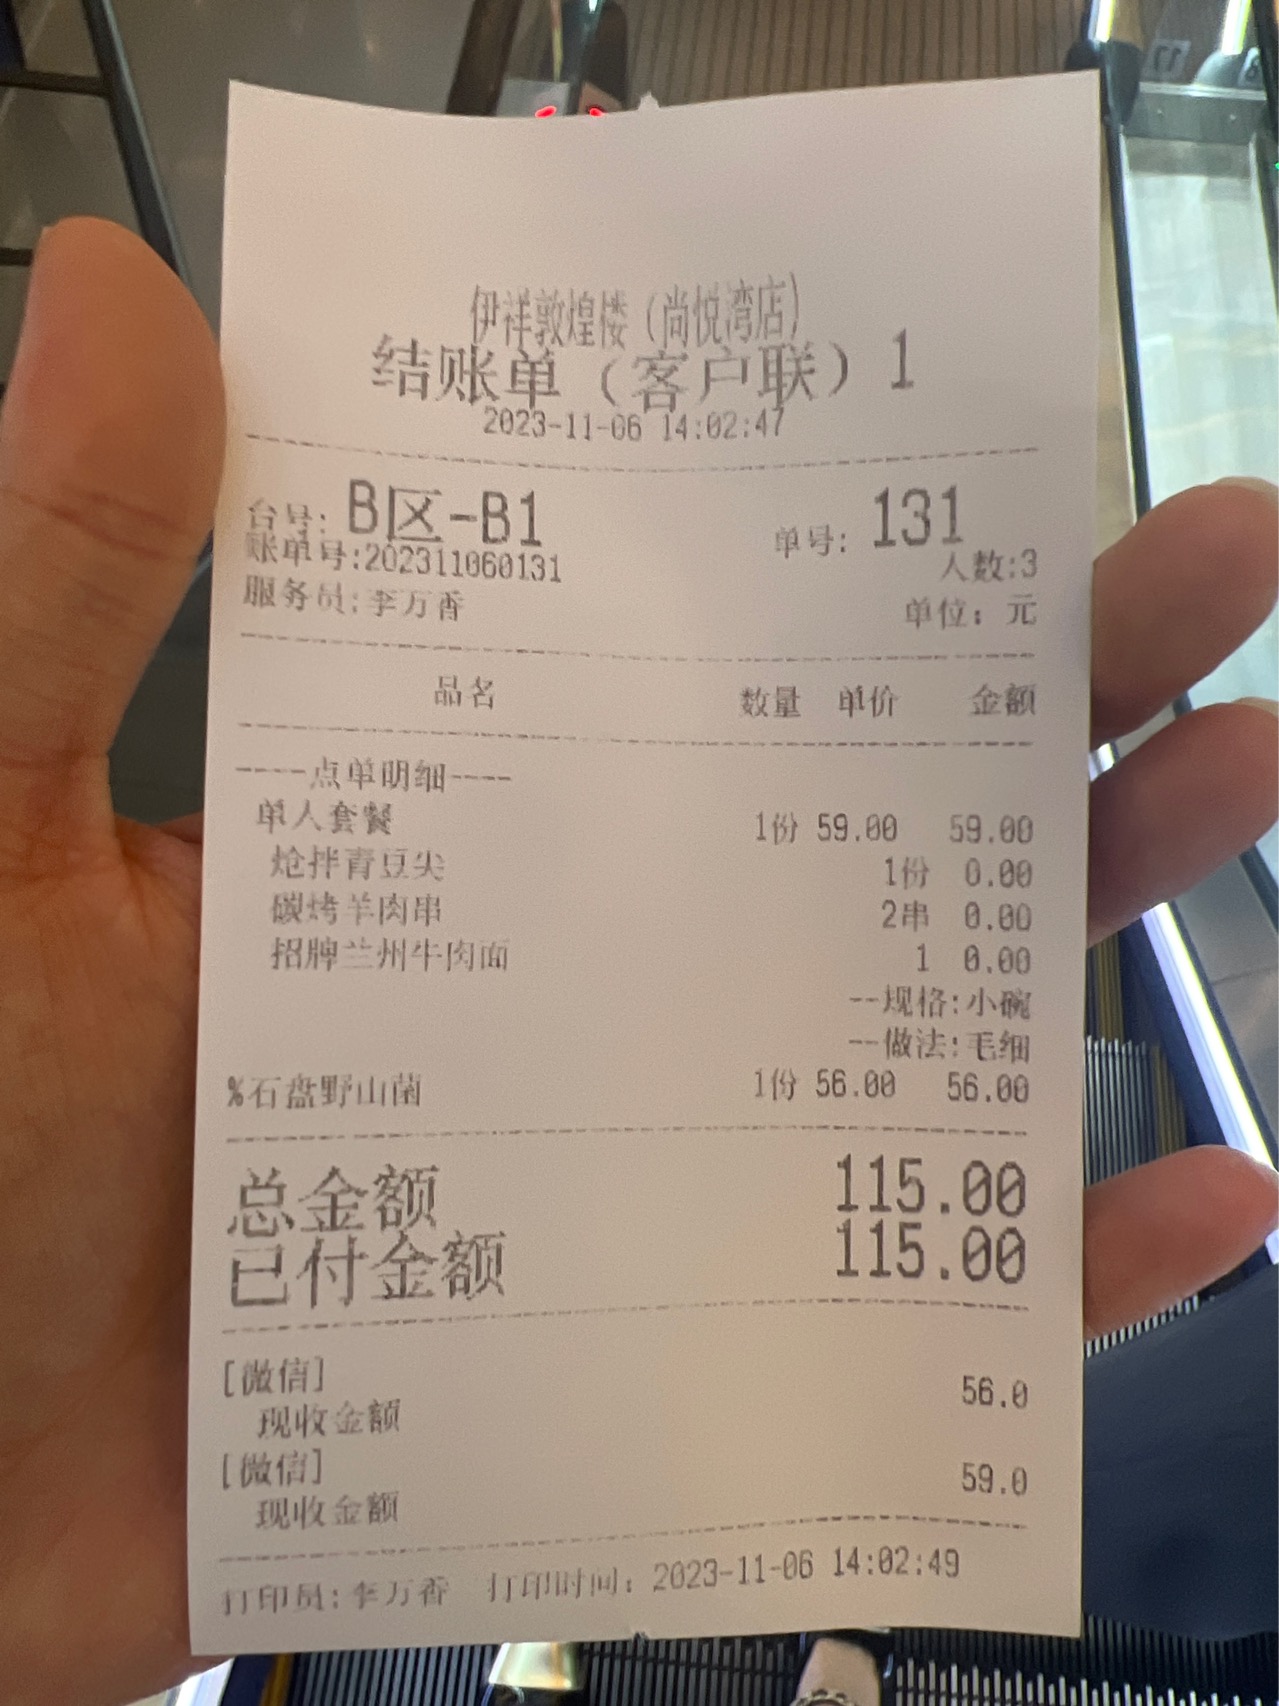 伊祥敦煌楼（尚悦湾店）
结账单（客户联）1
2023-11-06 14:02:47
台号: B区-B1 单号: 131
账单号:202311060131 人数:3
服务员:李万香 单位: 元
品名 数量 单价 金额
----点单明细----
单人套餐 1份 59.00 59.00
炝拌青豆尖 1份 0.00
碳烤羊肉串 2串 0.00
招牌兰州牛肉面 1 0.00
--规格:小碗
--做法:毛细
%石盘野山菌 1份 56.00 56.00
总金额 115.00
已付金额 115.00
[微信]
现收金额 56.0
[微信]
现收金额 59.0
打印员:李万香 打印时间: 2023-11-06 14:02:49